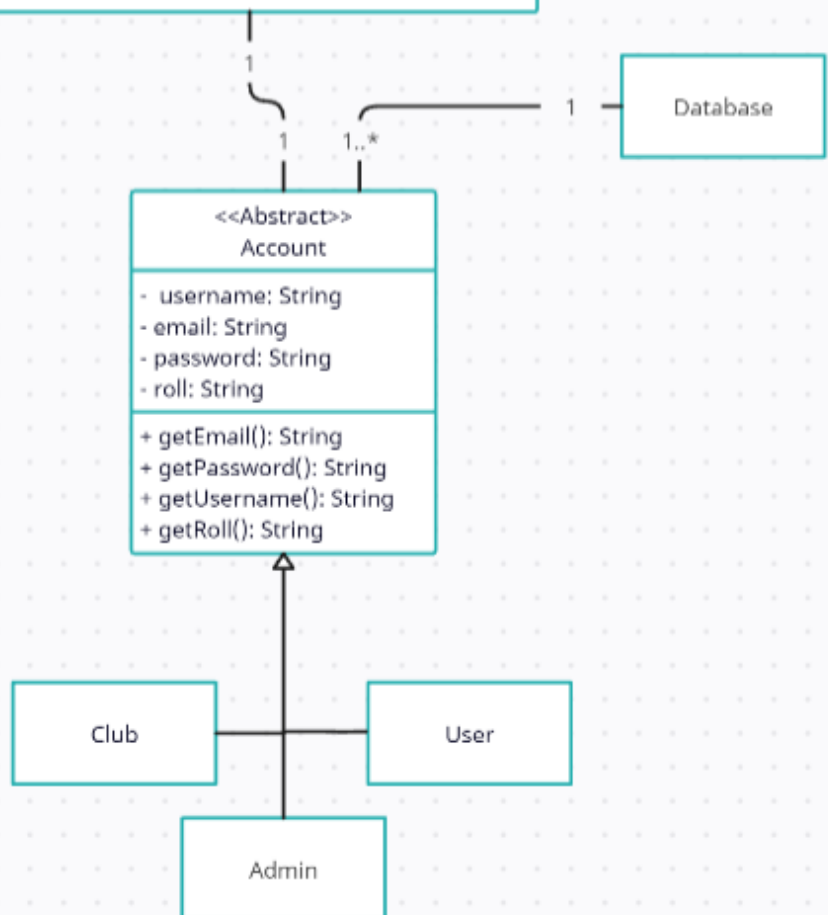 1
1
1..*
1
Database
<<Abstract>>
Account
- username: String
- email: String
- password: String
- roll: String
+ getEmail(): String
+ getPassword(): String
+ getUsername(): String
+ getRoll(): String
Club
User
Admin